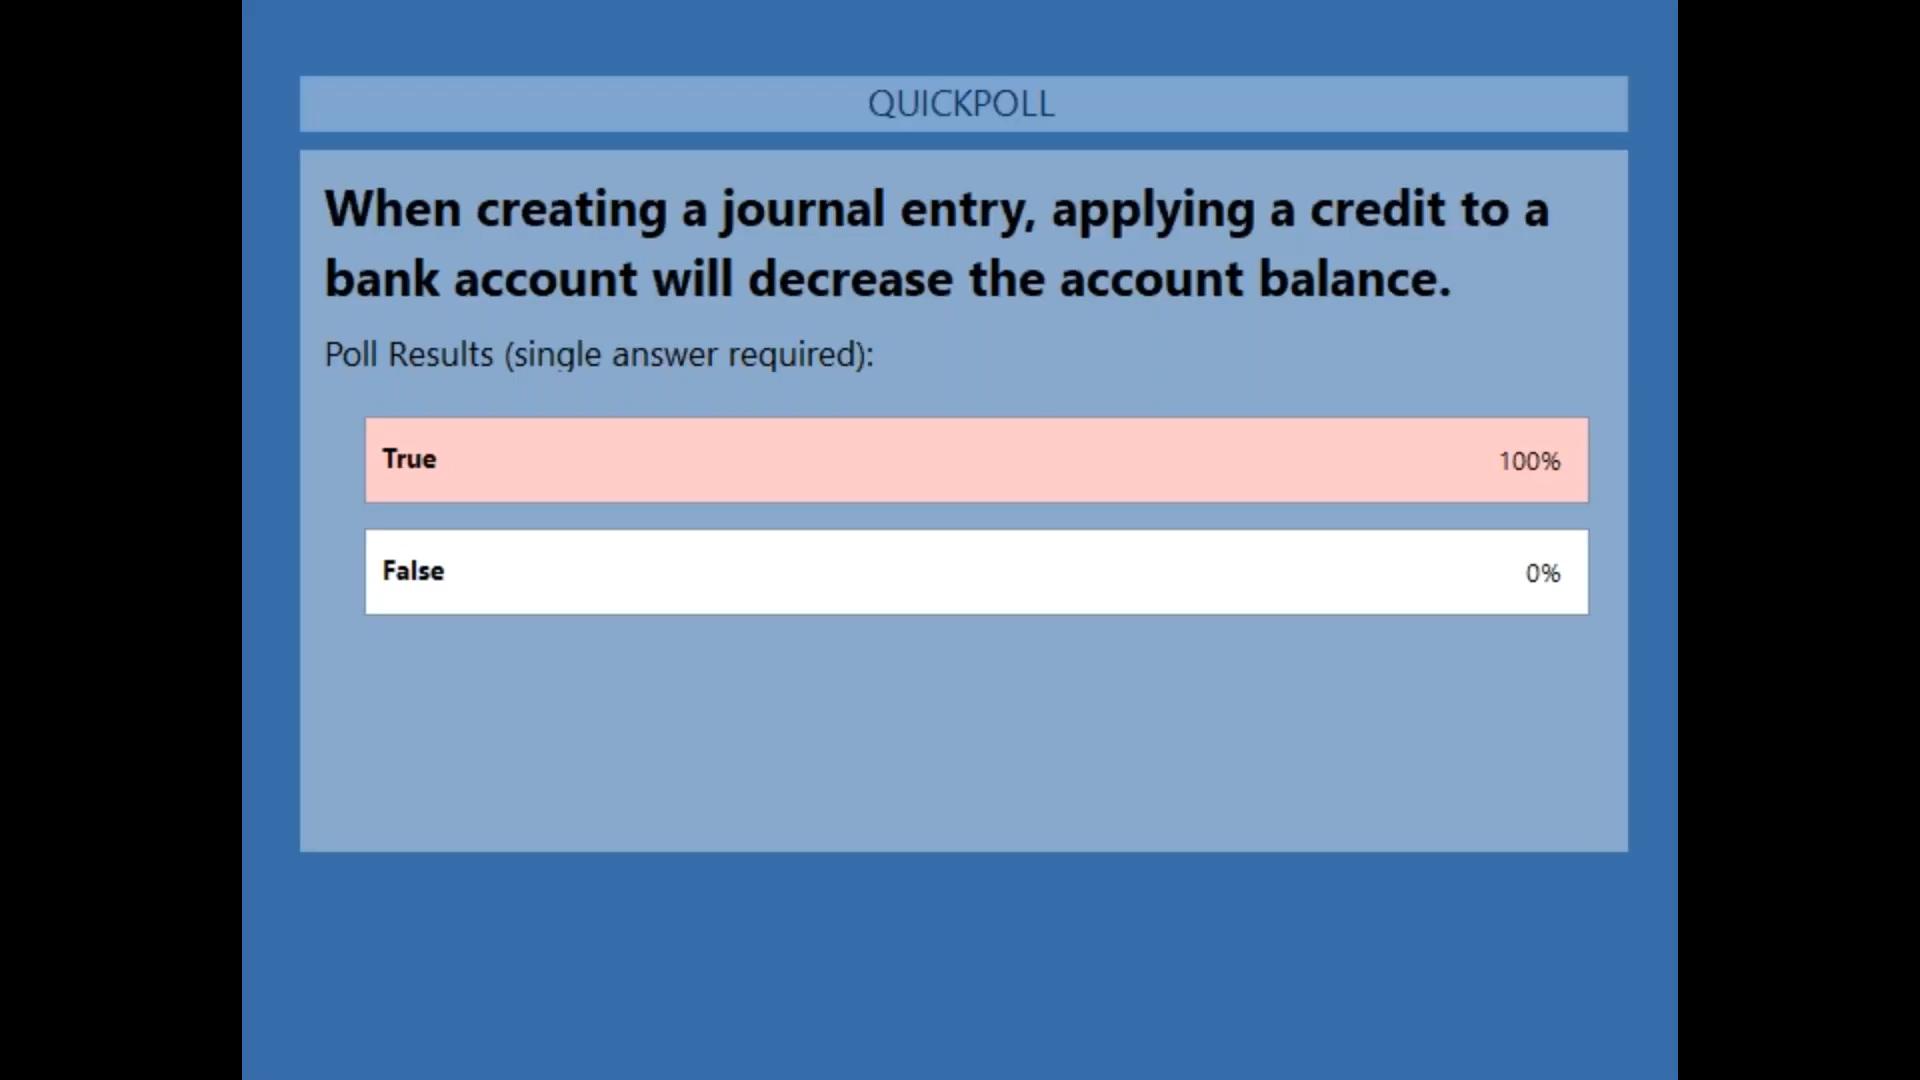 QUICKPOLL
When creating a journal entry, applying a credit to a
bank account will decrease the account balance.
Poll Results (single answer required):
True 100%
False 0%